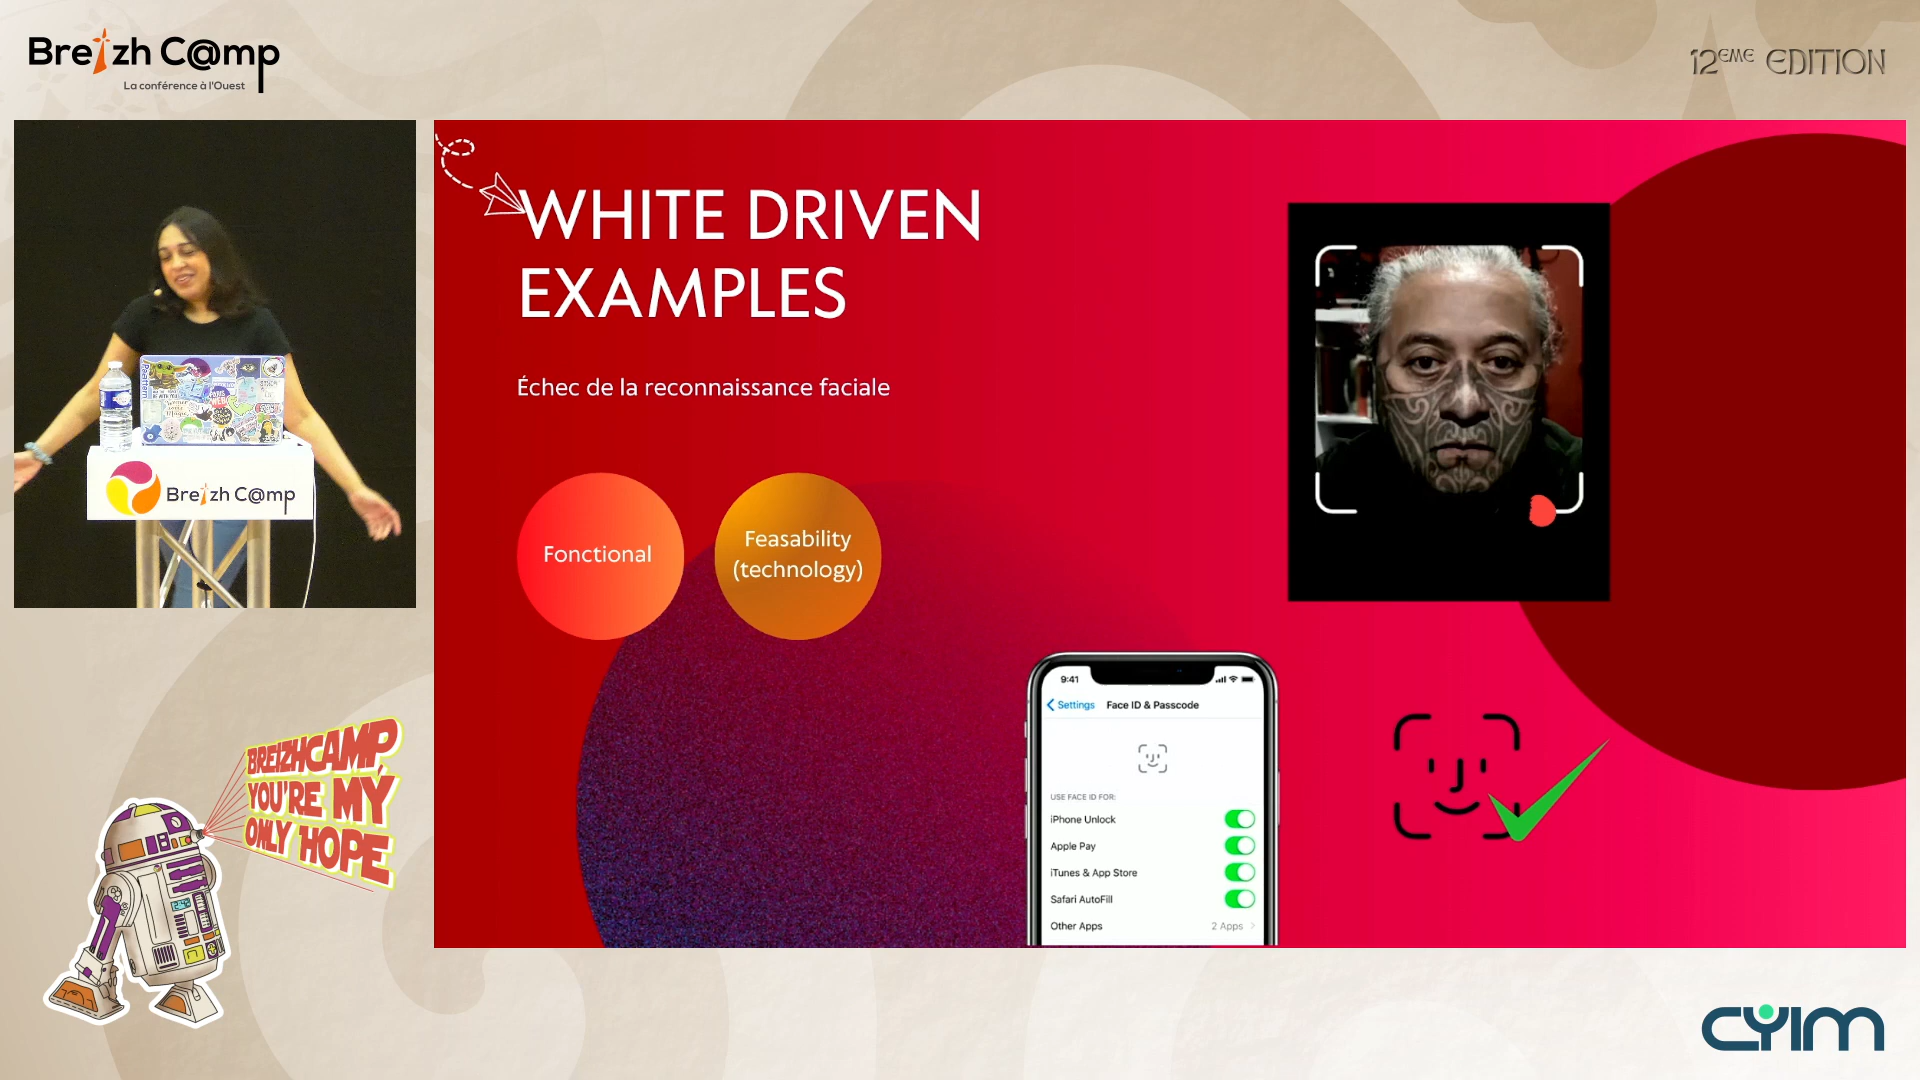 Breizh C@mp
La conférence à l'Ouest
12EME EDITION
WHITE DRIVEN
EXAMPLES
Échec de la reconnaissance faciale
Fonctional
Feasability
(technology)
9:41
Settings
Face ID & Passcode
USE FACE ID FOR:
iPhone Unlock
Apple Pay
iTunes & App Store
Safari AutoFill
Other Apps
2 Apps
Breizh C@mp
BREIZHCAMP,
YOU'RE MY
ONLY HOPE
CYIM